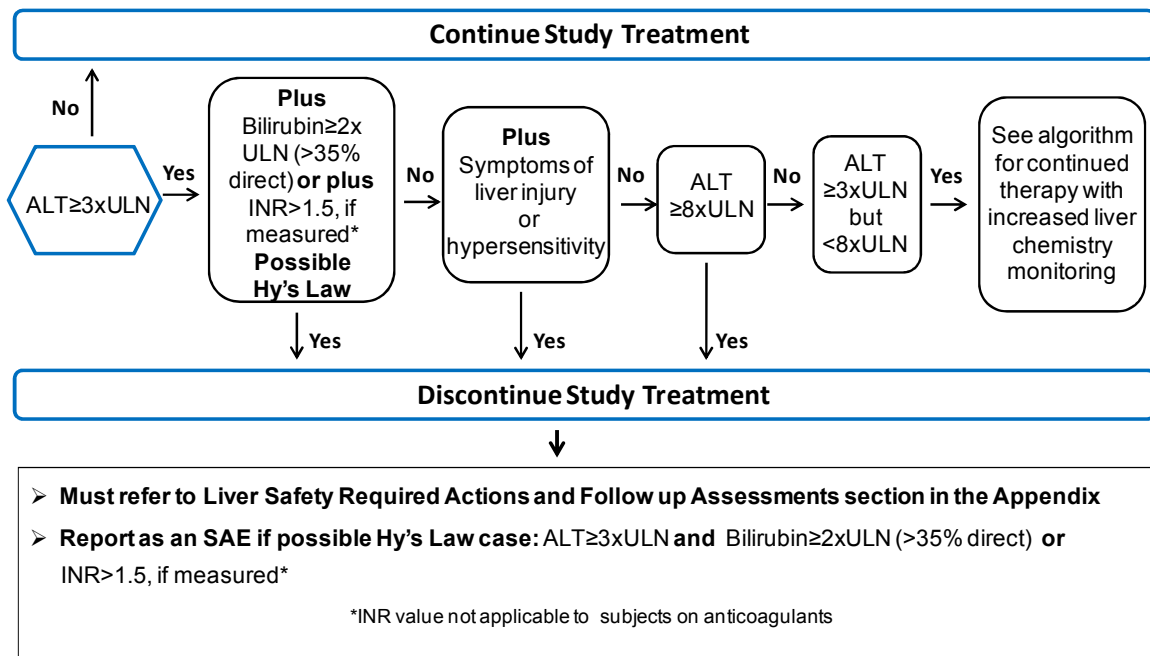 Continue Study Treatment
No
ALT≥3xULN
Yes
Plus
Bilirubin≥2x
ULN (>35%
direct) or plus
INR>1.5, if
measured*
Possible
Hy's Law
No
Plus
Symptoms of
liver injury
or
hypersensitivity
No
ALT
≥8xULN
No
ALT
≥3xULN
but
<8xULN
Yes
See algorithm
for continued
therapy with
increased liver
chemistry
monitoring
Yes
Yes
Yes
Discontinue Study Treatment
➢ Must refer to Liver Safety Required Actions and Follow up Assessments section in the Appendix
➢ Report as an SAE if possible Hy's Law case: ALT≥3xULN and Bilirubin≥2xULN (>35% direct) or
INR>1.5, if measured*
*INR value not applicable to subjects on anticoagulants